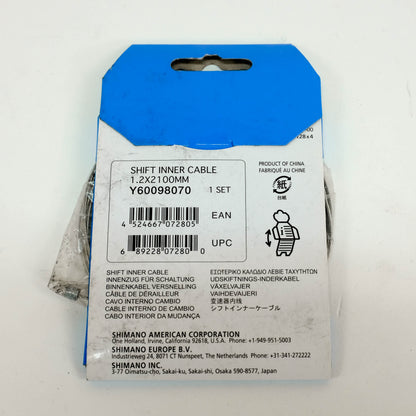 SHIFT INNER CABLE
1.2X2100MM
Y60098070
1 SET
4 524667 072805
EAN
6 89228 07280 0
UPC
PRODUCT OF CHINA
FABRIQUÉ AU CHINE
紙
台紙
SHIFT INNER CABLE
INNENZUG FÜR SCHALTUNG
BINNENKABEL VERSNELLING
CÂBLE DE DÉRAILLEUR
CAVO INTERNO CAMBIO
CABLE INTERNO DE CAMBIO
CABO INTERIOR DA MUDANÇA
ΕΣΩΤΕΡΙΚΟ ΚΑΛΩΔΙΟ ΛΕΒΙΕ ΤΑΧΥΤΗΤΩΝ
UDSKIFTNINGS-INDERKABEL
VÄXELVAJER
VAIHDEVAIJERI
变速器内线
シフトインナーケーブル
SHIMANO AMERICAN CORPORATION
One Holland, Irvine, California 92618, U.S.A. Phone: +1-949-951-5003
SHIMANO EUROPE B.V.
Industrieweg 24, 8071 CT Nunspeet, The Netherlands Phone: +31-341-272222
SHIMANO INC.
3-77 Oimatsu-cho, Sakai-ku, Sakai-shi, Osaka 590-8577, Japan